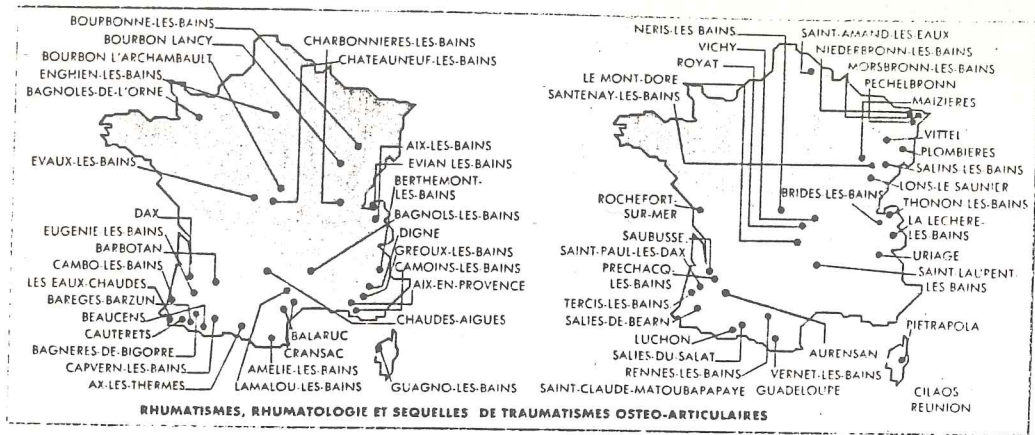 BOURBONNE-LES-BAINS
BOURBON LANCY
BOURBON L'ARCHAMBAULT
ENGHIEN-LES-BAINS
BAGNOLES-DE-L'ORNE
CHARBONNIERES-LES-BAINS
CHATEAUNEUF-LES-BAINS
EVAUX-LES-BAINS
AIX-LES-BAINS
EVIAN LES-BAINS
BERTHEMONT-
LES-BAINS
BAGNOLS-LES-BAINS
DIGNE
GREOUX-LES-BAINS
CAMOINS-LES-BAINS
AIX-EN-PROVENCE
CHAUDES-AIGUES
DAX
EUGENIE LES-BAINS
BARBOTAN
CAMBO-LES-BAINS
LES EAUX-CHAUDES
BAREGES-BARZUN
BEAUCENS
CAUTERETS
BAGNERES-DE-BIGORRE
CAPVERN-LES-BAINS
AX-LES-THERMES
BALARUC
CRANSAC
AMELIE-LES-BAINS
LAMALOU-LES-BAINS
GUAGNO-LES-BAINS
NERIS-LES BAINS
VICHY
ROYAT
LE MONT-DORE
SANTENAY-LES-BAINS
SAINT-AMAND-LES-EAUX
NIEDERBRONN-LES-BAINS
MORSBRONN-LES-BAINS
PECHELBRONN
MAIZIERES
VITTEL
PLOMBIERES
SALINS-LES-BAINS
LONS-LE SAUNIER
BRIDES-LES-BAINS
THONON-LES-BAINS
LA LECHERE-
LES-BAINS
URIAGE
SAINT-LAURENT-
LES BAINS
ROCHEFORT-
SUR-MER
SAUBUSSE
SAINT-PAUL-LES-DAX
PRECHACQ-
LES-BAINS
TERCIS-LES-BAINS
SALIES-DE-BEARN
LUCHON
SALIES-DU-SALAT
RENNES-LES-BAINS
AURENSAN
VERNET-LES-BAINS
SAINT-CLAUDE-MATOUBAPAPAYE GUADELOUPE
PIETRAPOLA
CILAOS
REUNION
RHUMATISMES, RHUMATOLOGIE ET SEQUELLES DE TRAUMATISMES OSTEO-ARTICULAIRES